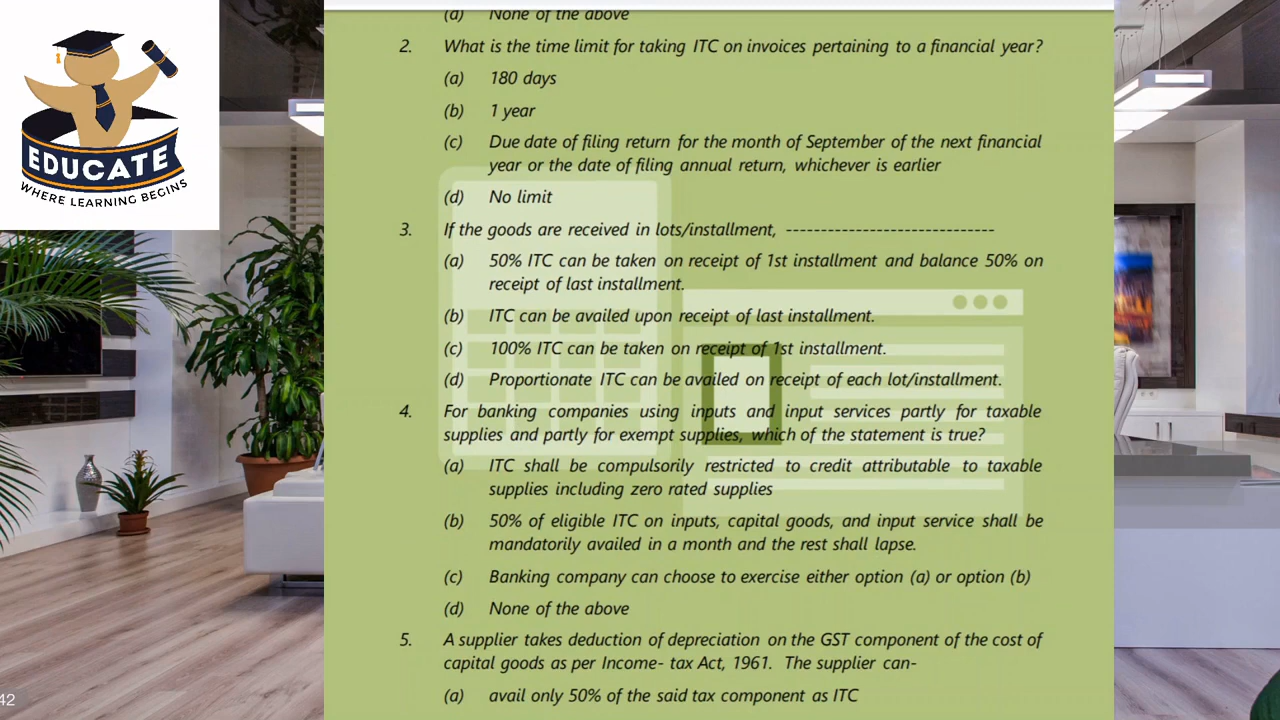 EDUCATE
WHERE LEARNING BEGINS
(d) None of the above
2. What is the time limit for taking ITC on invoices pertaining to a financial year?
(a) 180 days
(b) 1 year
(c) Due date of filing return for the month of September of the next financial
year or the date of filing annual return, whichever is earlier
(d) No limit
3. If the goods are received in lots/installment, ------------------------------
(a) 50% ITC can be taken on receipt of 1st installment and balance 50% on
receipt of last installment.
(b) ITC can be availed upon receipt of last installment.
(c) 100% ITC can be taken on receipt of 1st installment.
(d) Proportionate ITC can be availed on receipt of each lot/installment.
4. For banking companies using inputs and input services partly for taxable
supplies and partly for exempt supplies, which of the statement is true?
(a) ITC shall be compulsorily restricted to credit attributable to taxable
supplies including zero rated supplies
(b) 50% of eligible ITC on inputs, capital goods, and input service shall be
mandatorily availed in a month and the rest shall lapse.
(c) Banking company can choose to exercise either option (a) or option (b)
(d) None of the above
5. A supplier takes deduction of depreciation on the GST component of the cost of
capital goods as per Income- tax Act, 1961. The supplier can-
(a) avail only 50% of the said tax component as ITC
42